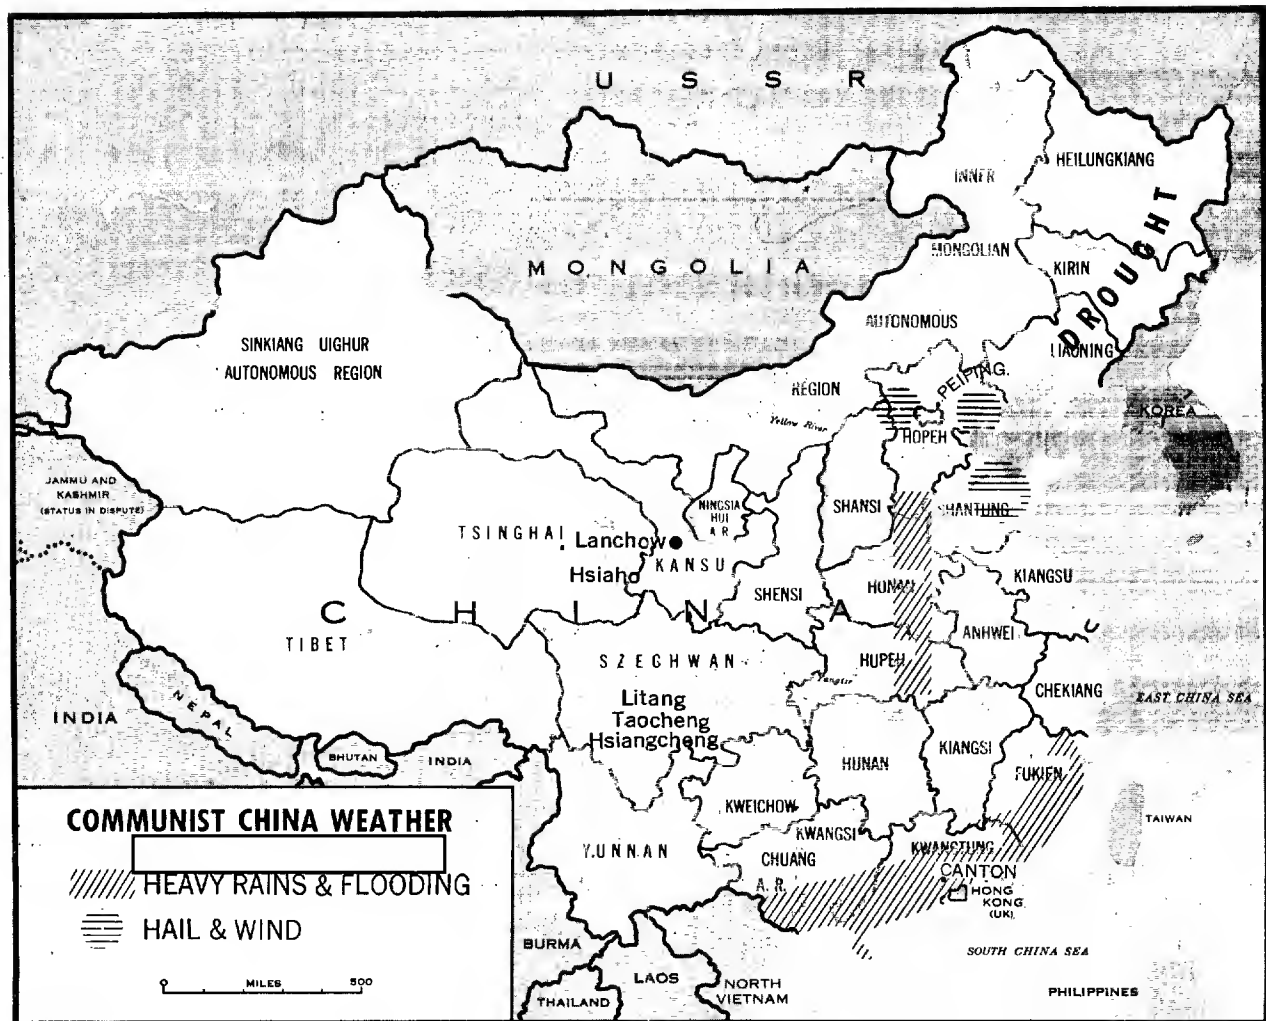 U S S R
HEILUNGKIANG
INNER
MONGOLIAN
KIRIN
DROUGHT
MONGOLIA
AUTONOMOUS
LIAONING
SINKIANG UIGHUR
AUTONOMOUS REGION
REGION
PEIPING
KOREA
Yellow River
HOPEH
JAMMU AND
KASHMIR
(STATUS IN DISPUTE)
NINGSIA
HUI
A.R.
SHANSI
SHANTUNG
TSINGHAI
Lanchow
KANSU
Hsiaho
SHENSI
HONAN
KIANGSU
C H I N A
TIBET
ANHWEI
SZECHWAN
HUPEH
Yangtze
CHEKIANG
EAST CHINA SEA
Litang
Taocheng
Hsiangcheng
INDIA
NEPAL
BHUTAN
INDIA
HUNAN
KIANGSI
FUKIEN
KWEICHOW
TAIWAN
YUNNAN
KWANGSI
CHUANG
A. R.
KWANGTUNG
CANTON
HONG
KONG
(UK)
COMMUNIST CHINA WEATHER
HEAVY RAINS & FLOODING
HAIL & WIND
0 MILES 500
BURMA
LAOS
THAILAND
NORTH
VIETNAM
SOUTH CHINA SEA
PHILIPPINES